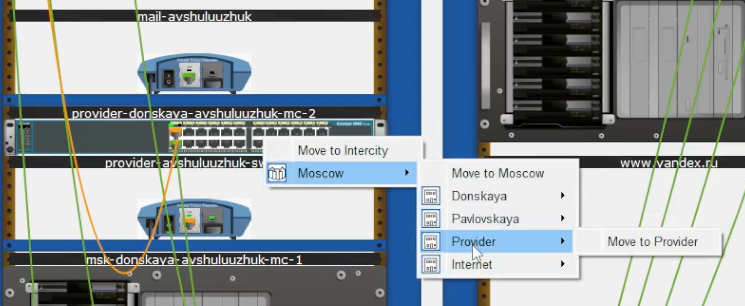 mail-avshuluuzhuk
provider-donskaya-avshuluuzhuk-mc-2
provider-avshuluuzhuk-sw
msk-donskaya-avshuluuzhuk-mc-1
Move to Intercity
Moscow
Move to Moscow
Donskaya
Pavlovskaya
Provider
Internet
Move to Provider
www.yandex.ru